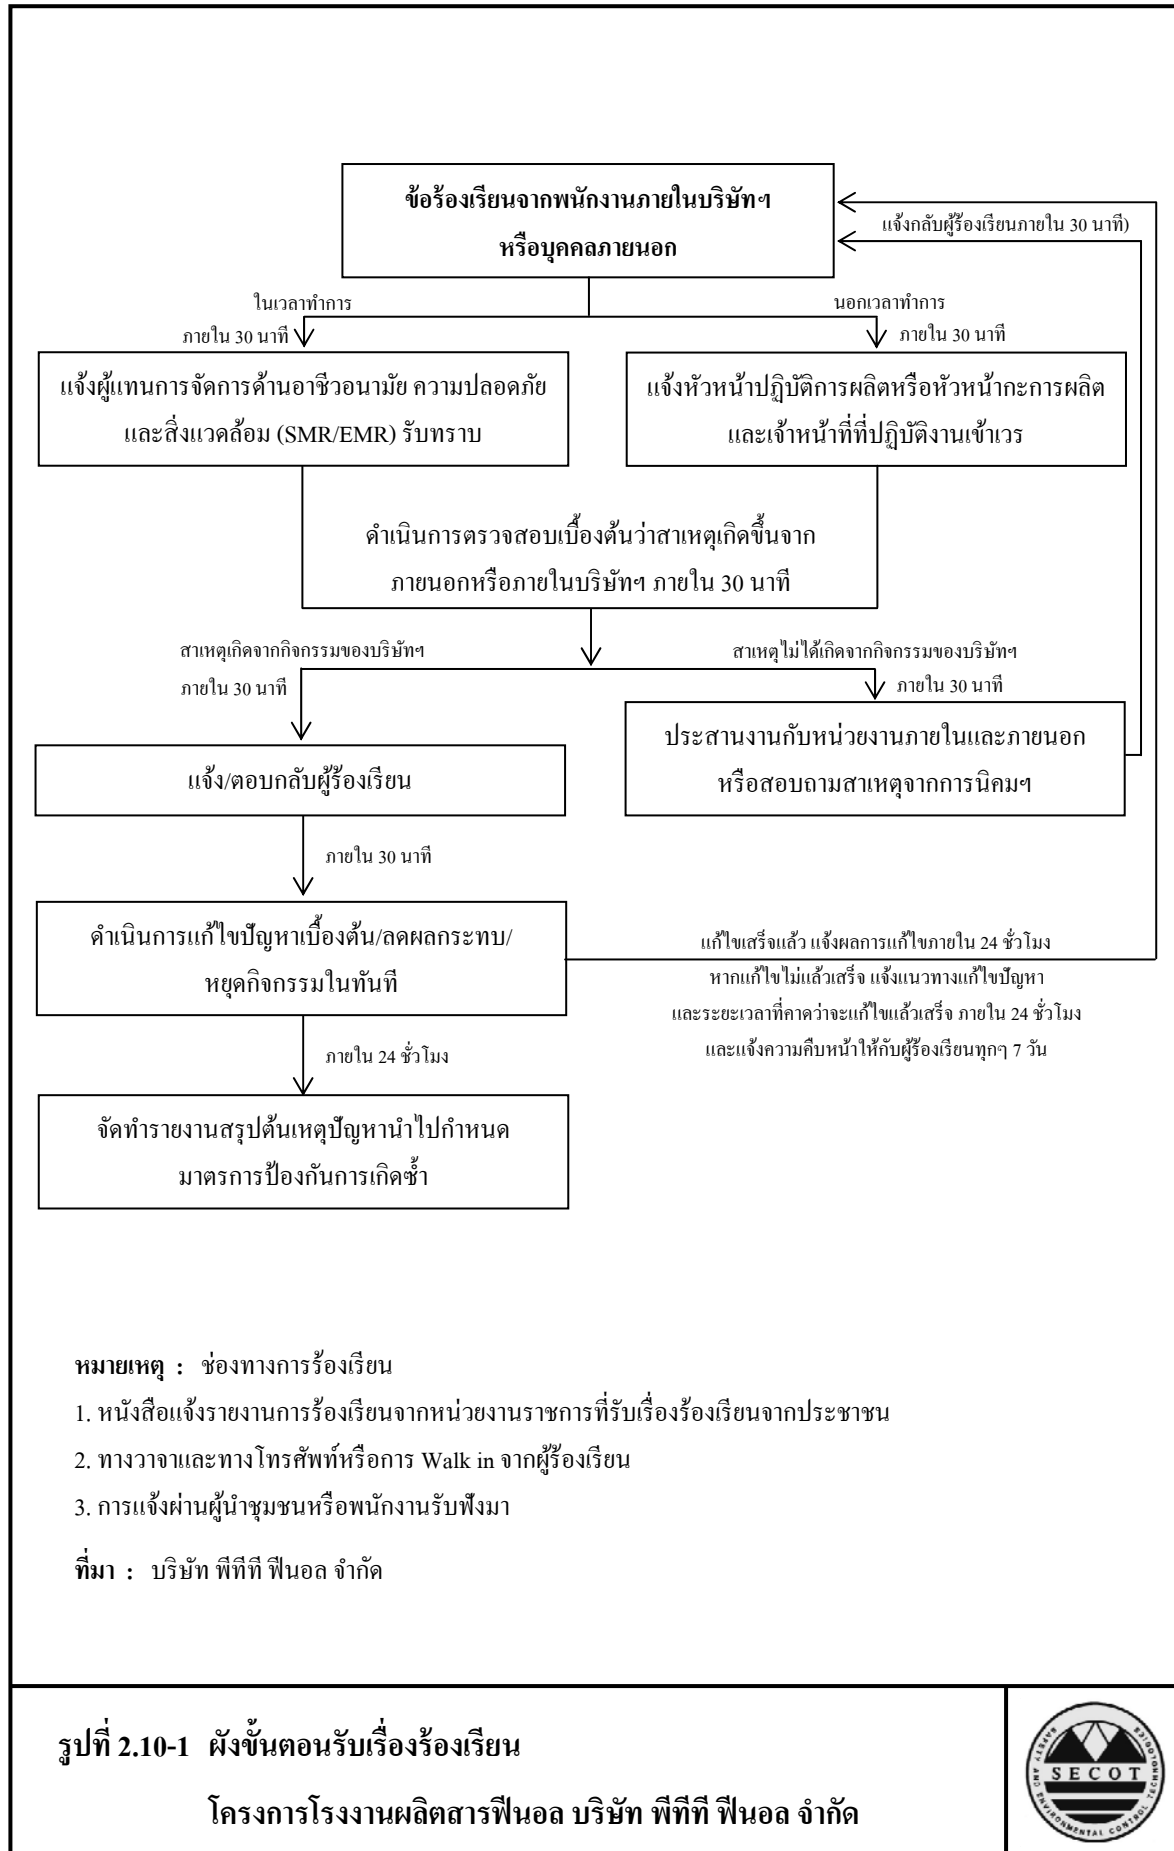 ข้อร้องเรียนจากพนักงานภายในบริษัทฯ
หรือบุคคลภายนอก
แจ้งกลับผู้ร้องเรียนภายใน 30 นาที)
ในเวลาทำการ
นอกเวลาทำการ
ภายใน 30 นาที
ภายใน 30 นาที
แจ้งผู้แทนการจัดการด้านอาชีวอนามัย ความปลอดภัย
และสิ่งแวดล้อม (SMR/EMR) รับทราบ
แจ้งหัวหน้าปฏิบัติการผลิตหรือหัวหน้ากะการผลิต
และเจ้าหน้าที่ที่ปฏิบัติงานเข้าเวร
ดำเนินการตรวจสอบเบื้องต้นว่าสาเหตุเกิดขึ้นจาก
ภายนอกหรือภายในบริษัทฯ ภายใน 30 นาที
สาเหตุเกิดจากกิจกรรมของบริษัทฯ
สาเหตุไม่ได้เกิดจากกิจกรรมของบริษัทฯ
ภายใน 30 นาที
ภายใน 30 นาที
แจ้ง/ตอบกลับผู้ร้องเรียน
ประสานงานกับหน่วยงานภายในและภายนอก
หรือสอบถามสาเหตุจากการนิคมฯ
ภายใน 30 นาที
ดำเนินการแก้ไขปัญหาเบื้องต้น/ลดผลกระทบ/
หยุดกิจกรรมในทันที
แก้ไขเสร็จแล้ว แจ้งผลการแก้ไขภายใน 24 ชั่วโมง
หากแก้ไขไม่แล้วเสร็จ แจ้งแนวทางแก้ไขปัญหา
และระยะเวลาที่คาดว่าจะแก้ไขแล้วเสร็จ ภายใน 24 ชั่วโมง
และแจ้งความคืบหน้าให้กับผู้ร้องเรียนทุกๆ 7 วัน
ภายใน 24 ชั่วโมง
จัดทำรายงานสรุปต้นเหตุปัญหานำไปกำหนด
มาตรการป้องกันการเกิดซ้ำ
หมายเหตุ : ช่องทางการร้องเรียน
1. หนังสือแจ้งรายงานการร้องเรียนจากหน่วยงานราชการที่รับเรื่องร้องเรียนจากประชาชน
2. ทางวาจาและทางโทรศัพท์หรือการ Walk in จากผู้ร้องเรียน
3. การแจ้งผ่านผู้นำชุมชนหรือพนักงานรับฟังมา
ที่มา : บริษัท พีทีที ฟีนอล จำกัด
รูปที่ 2.10-1 ผังขั้นตอนรับเรื่องร้องเรียน
โครงการโรงงานผลิตสารฟีนอล บริษัท พีทีที ฟีนอล จำกัด
SECOT
SAFETY AND ENVIRONMENTAL CONTROL TECHNOLOGICS